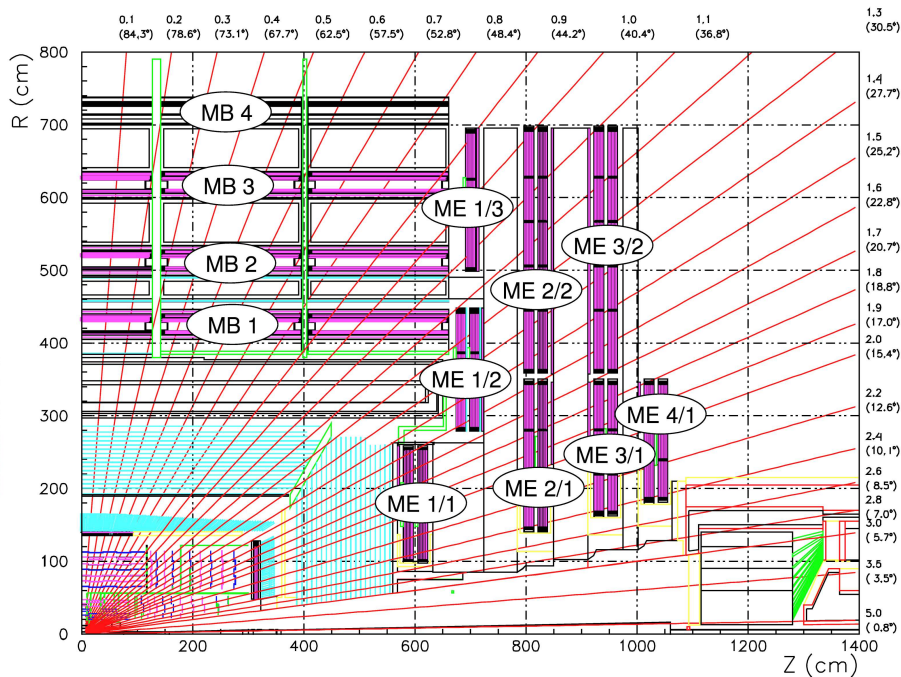 0.1 0.2 0.3 0.4 0.5 0.6 0.7 0.8 0.9 1.0 1.1 1.3
(84,3°) (78.6°) (73.1°) (67.7°) (62.5°) (57.5°) (52.8°) (48.4°) (44.2°) (40.4°) (36.8°) (30.5°)
R (cm)
800
700
600
500
400
300
200
100
0
MB 4
MB 3
MB 2
MB 1
ME 1/3
ME 3/2
ME 2/2
ME 1/2
ME 4/1
ME 3/1
ME 2/1
ME 1/1
1.4
(27.7°)
1.5
(25,2°)
1.6
(22.8°)
1.7
(20.7°)
1.8
(18.8°)
1.9
(17.0°)
2.0
(15.4°)
2.2
(12.6°)
2.4
(10,1°)
2.6
(8.5°)
2.8
(7.0°)
3.0
(5.7°)
3.5
(3.5°)
5.0
(0.8°)
0 200 400 600 800 1000 1200 1400
Z (cm)